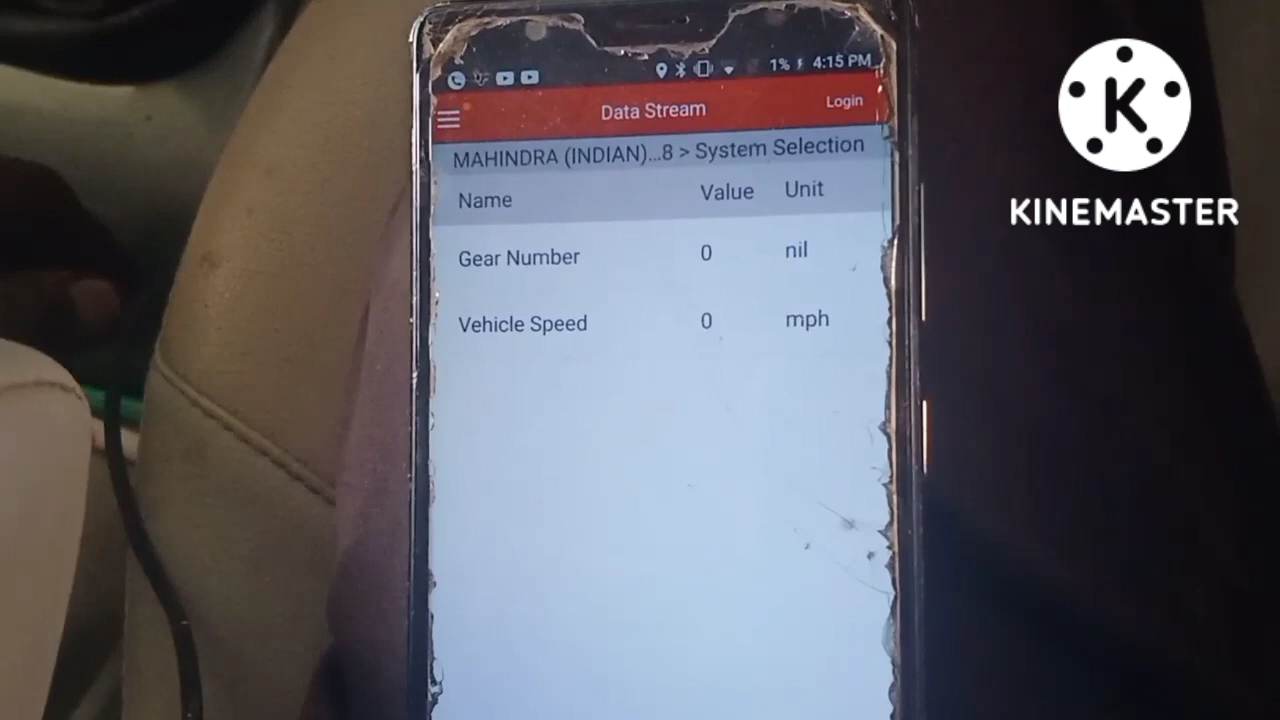 1% 4:15 PM
Data Stream Login
MAHINDRA (INDIAN)...8 > System Selection
Name Value Unit
Gear Number 0 nil
Vehicle Speed 0 mph
K
KINEMASTER